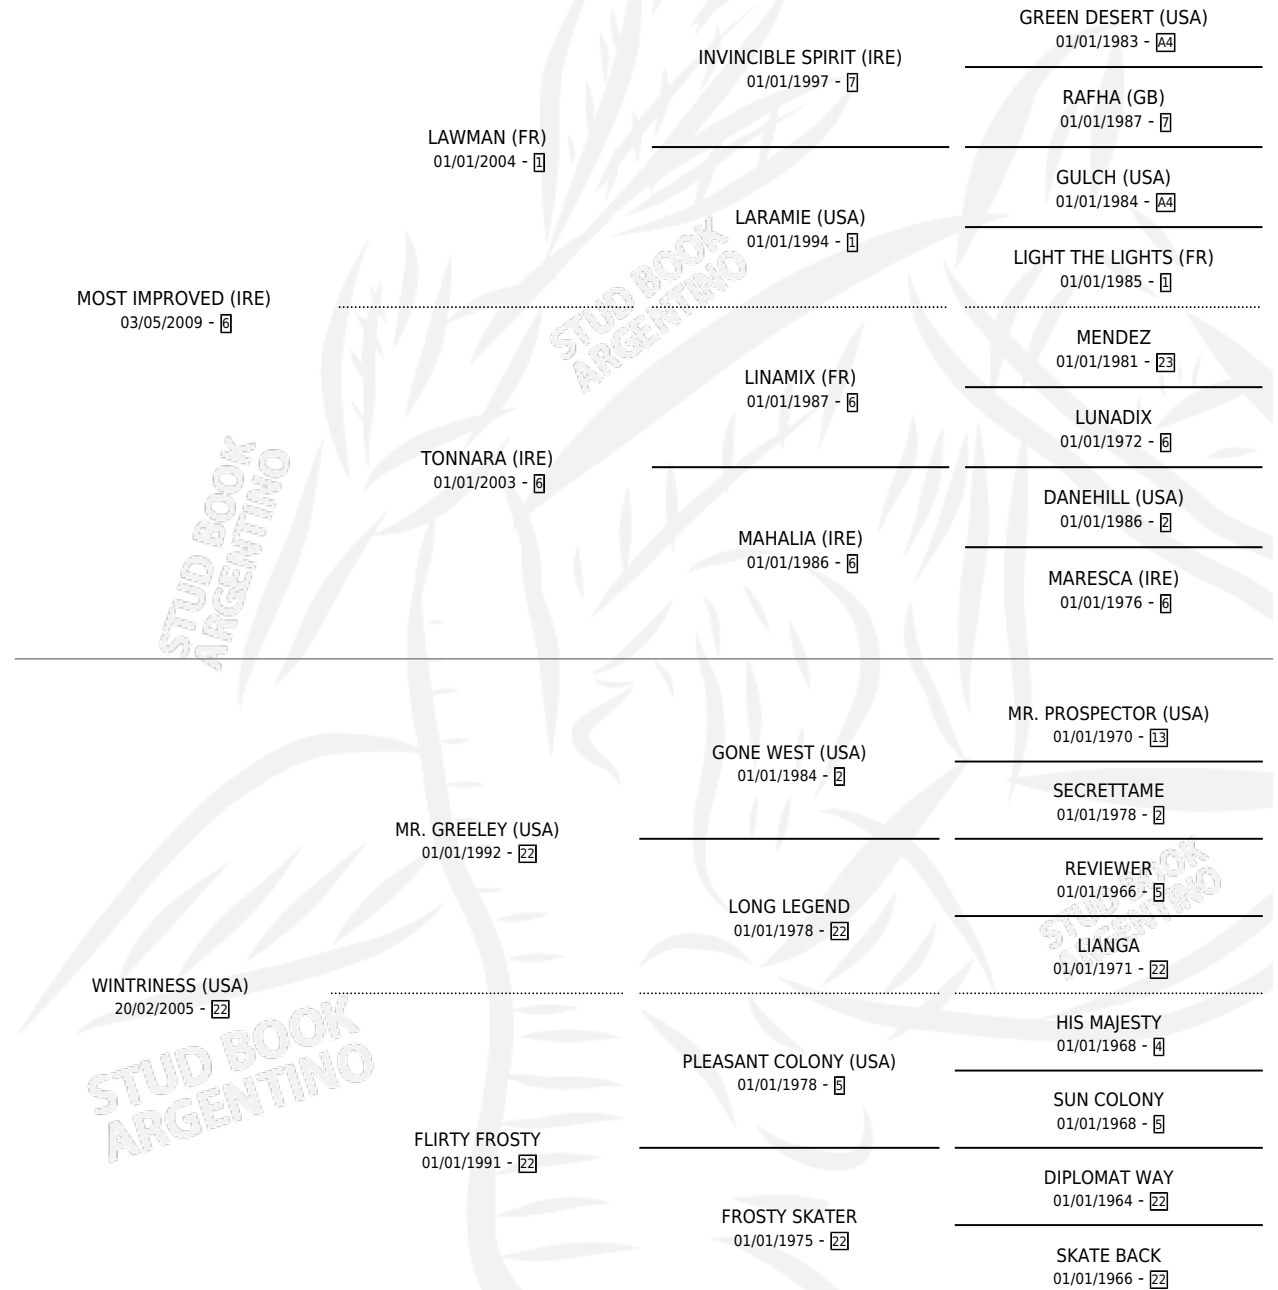 GREEN DESERT (USA)
01/01/1983 - A4
INVINCIBLE SPIRIT (IRE)
01/01/1997 - 7
RAFHA (GB)
01/01/1987 - 7
LAWMAN (FR)
01/01/2004 - 1
GULCH (USA)
01/01/1984 - A4
LARAMIE (USA)
01/01/1994 - 1
LIGHT THE LIGHTS (FR)
01/01/1985 - 1
MOST IMPROVED (IRE)
03/05/2009 - 6
MENDEZ
01/01/1981 - 23
LINAMIX (FR)
01/01/1987 - 6
LUNADIX
01/01/1972 - 6
TONNARA (IRE)
01/01/2003 - 6
DANEHILL (USA)
01/01/1986 - 2
MAHALIA (IRE)
01/01/1986 - 6
MARESCA (IRE)
01/01/1976 - 6
MR. PROSPECTOR (USA)
01/01/1970 - 13
GONE WEST (USA)
01/01/1984 - 2
SECRETTAME
01/01/1978 - 2
MR. GREELEY (USA)
01/01/1992 - 22
REVIEWER
01/01/1966 - 5
LONG LEGEND
01/01/1978 - 22
LIANGA
01/01/1971 - 22
WINTRINESS (USA)
20/02/2005 - 22
HIS MAJESTY
01/01/1968 - 4
PLEASANT COLONY (USA)
01/01/1978 - 5
SUN COLONY
01/01/1968 - 5
FLIRTY FROSTY
01/01/1991 - 22
DIPLOMAT WAY
01/01/1964 - 22
FROSTY SKATER
01/01/1975 - 22
SKATE BACK
01/01/1966 - 22
STUD BOOK
ARGENTINO
STUD BOOK
ARGENTINO
STUD BOOK
ARGENTINO
STUD BOOK
ARGENTINO